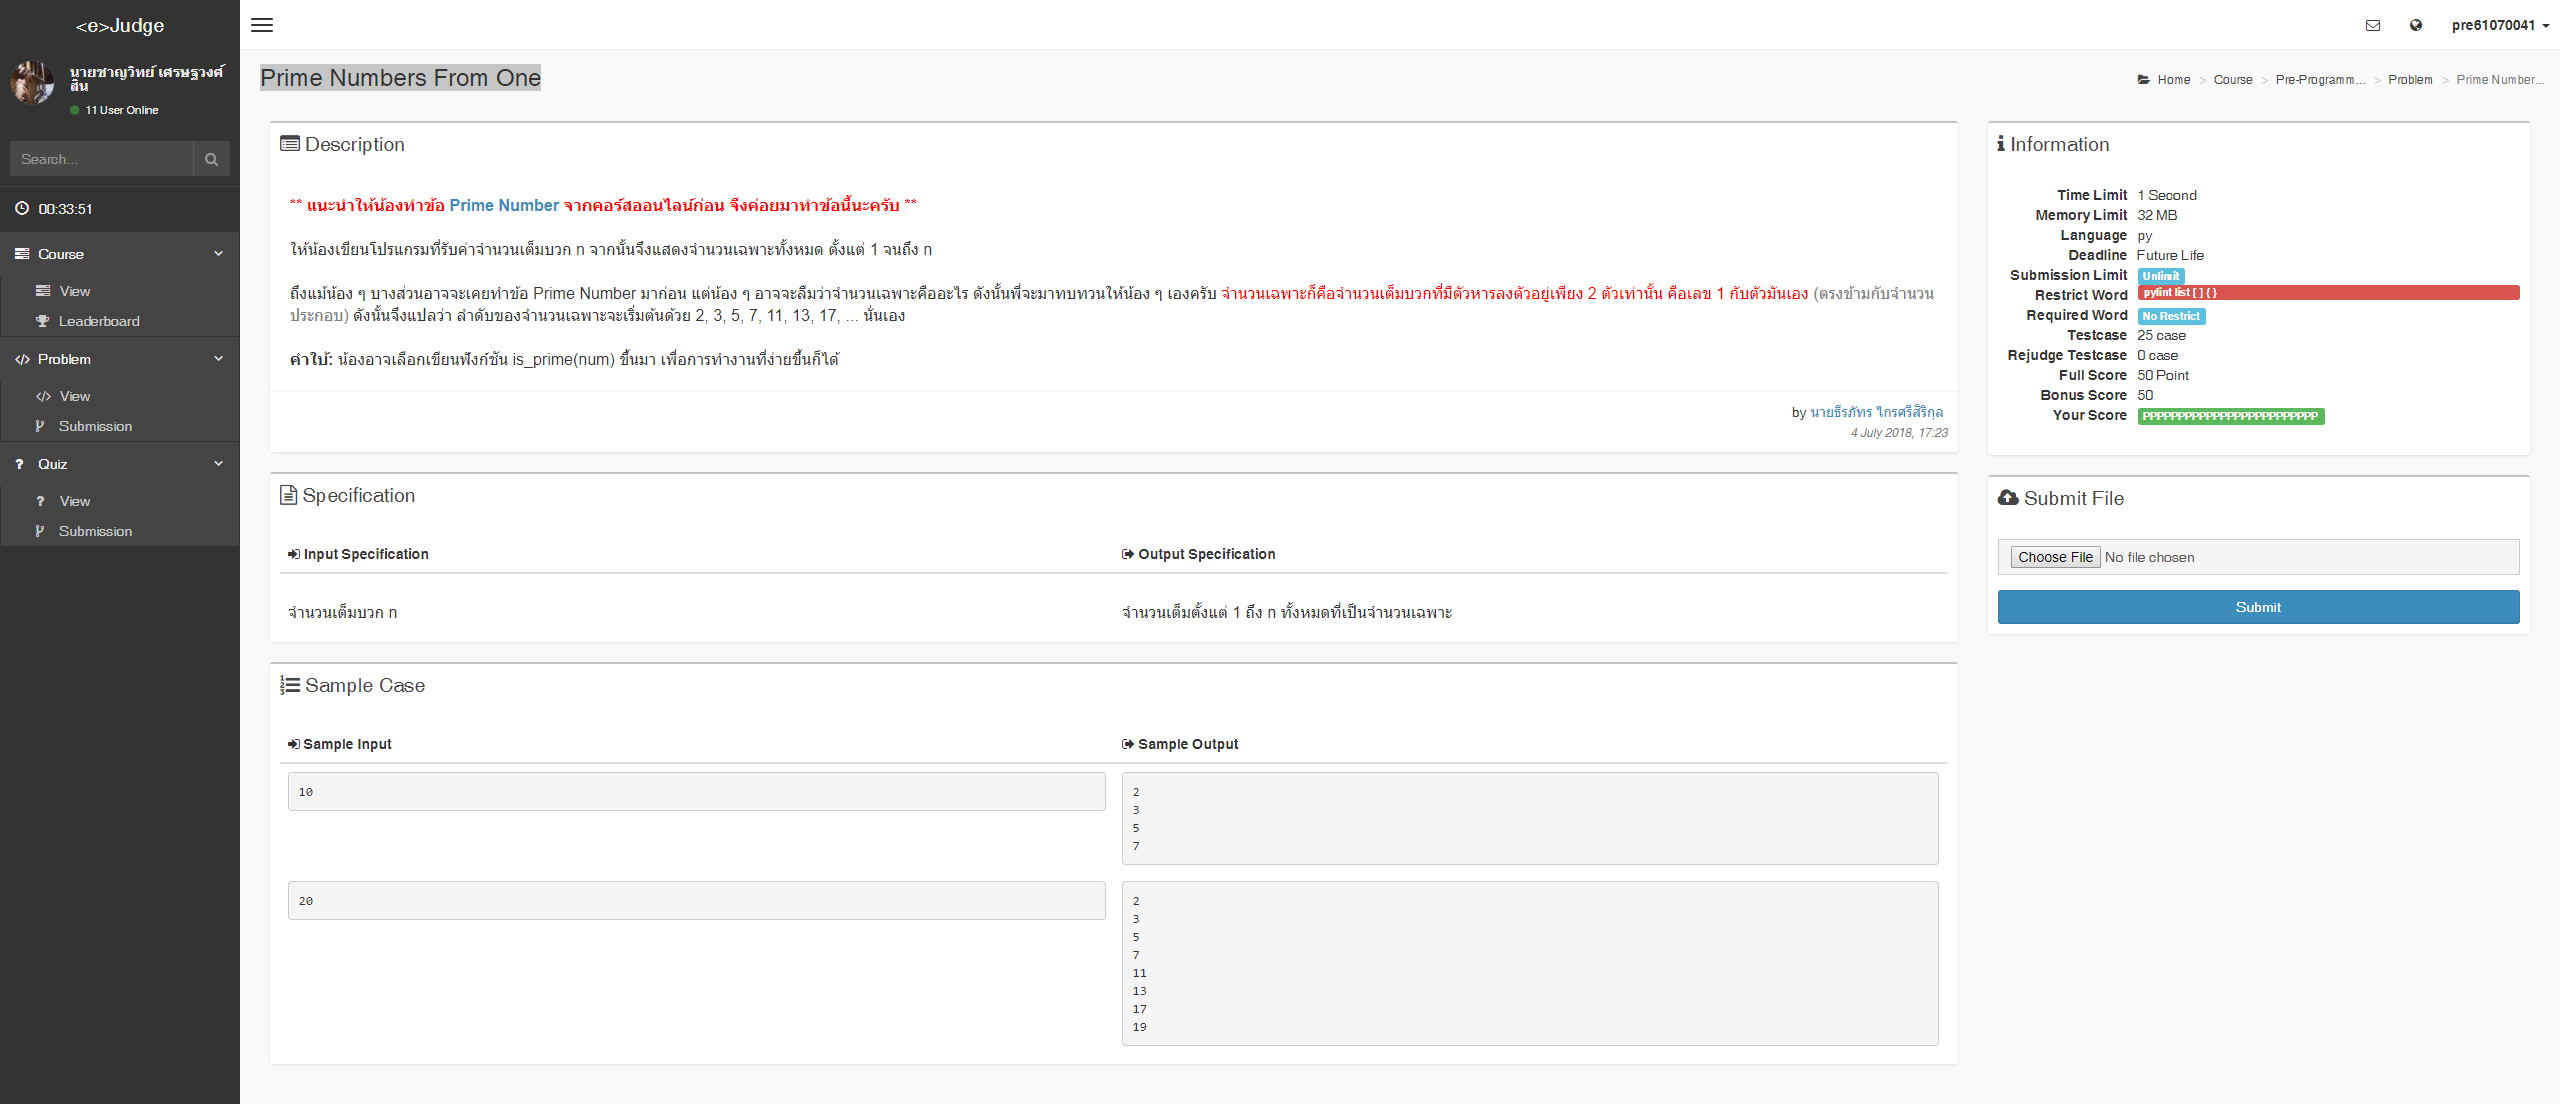 <e>Judge
pre61070041
นายชาญวิทย์ เศรษฐวงศ์
สิน
11 User Online
Search...
00:33:51
Course
View
Leaderboard
Problem
View
Submission
Quiz
View
Submission
Prime Numbers From One
Home > Course > Pre-Programm... > Problem > Prime Number...
Description
** แนะนำให้น้องทำข้อ Prime Number จากคอร์สออนไลน์ก่อน จึงค่อยมาทำข้อนี้นะครับ **
ให้น้องเขียนโปรแกรมที่รับค่าจำนวนเต็มบวก n จากนั้นจึงแสดงจำนวนเฉพาะทั้งหมด ตั้งแต่ 1 จนถึง n
ถึงแม้น้อง ๆ บางส่วนอาจจะเคยทำข้อ Prime Number มาก่อน แต่น้อง ๆ อาจจะลืมว่าจำนวนเฉพาะคืออะไร ดังนั้นพี่จะมาทบทวนให้น้อง ๆ เองครับ จำนวนเฉพาะก็คือจำนวนเต็มบวกที่มีตัวหารลงตัวอยู่เพียง 2 ตัวเท่านั้น คือเลข 1 กับตัวมันเอง (ตรงข้ามกับจำนวน
ประกอบ) ดังนั้นจึงแปลว่า ลำดับของจำนวนเฉพาะจะเริ่มต้นด้วย 2, 3, 5, 7, 11, 13, 17, ... นั่นเอง
คำใบ้: น้องอาจเลือกเขียนฟังก์ชัน is_prime(num) ขึ้นมา เพื่อการทำงานที่ง่ายขึ้นก็ได้
by นายธีรภัทร ไกรศรีสิริกุล
4 July 2018, 17:23
Specification
Input Specification
Output Specification
จำนวนเต็มบวก n
จำนวนเต็มตั้งแต่ 1 ถึง n ทั้งหมดที่เป็นจำนวนเฉพาะ
Sample Case
Sample Input
Sample Output
10
2
3
5
7
20
2
3
5
7
11
13
17
19
Information
Time Limit 1 Second
Memory Limit 32 MB
Language py
Deadline Future Life
Submission Limit Unlimit
Restrict Word pylint list [ ] { }
Required Word No Restrict
Testcase 25 case
Rejudge Testcase 0 case
Full Score 50 Point
Bonus Score 50
Your Score PPPPPPPPPPPPPPPPPPPPPPPPP
Submit File
Choose File No file chosen
Submit